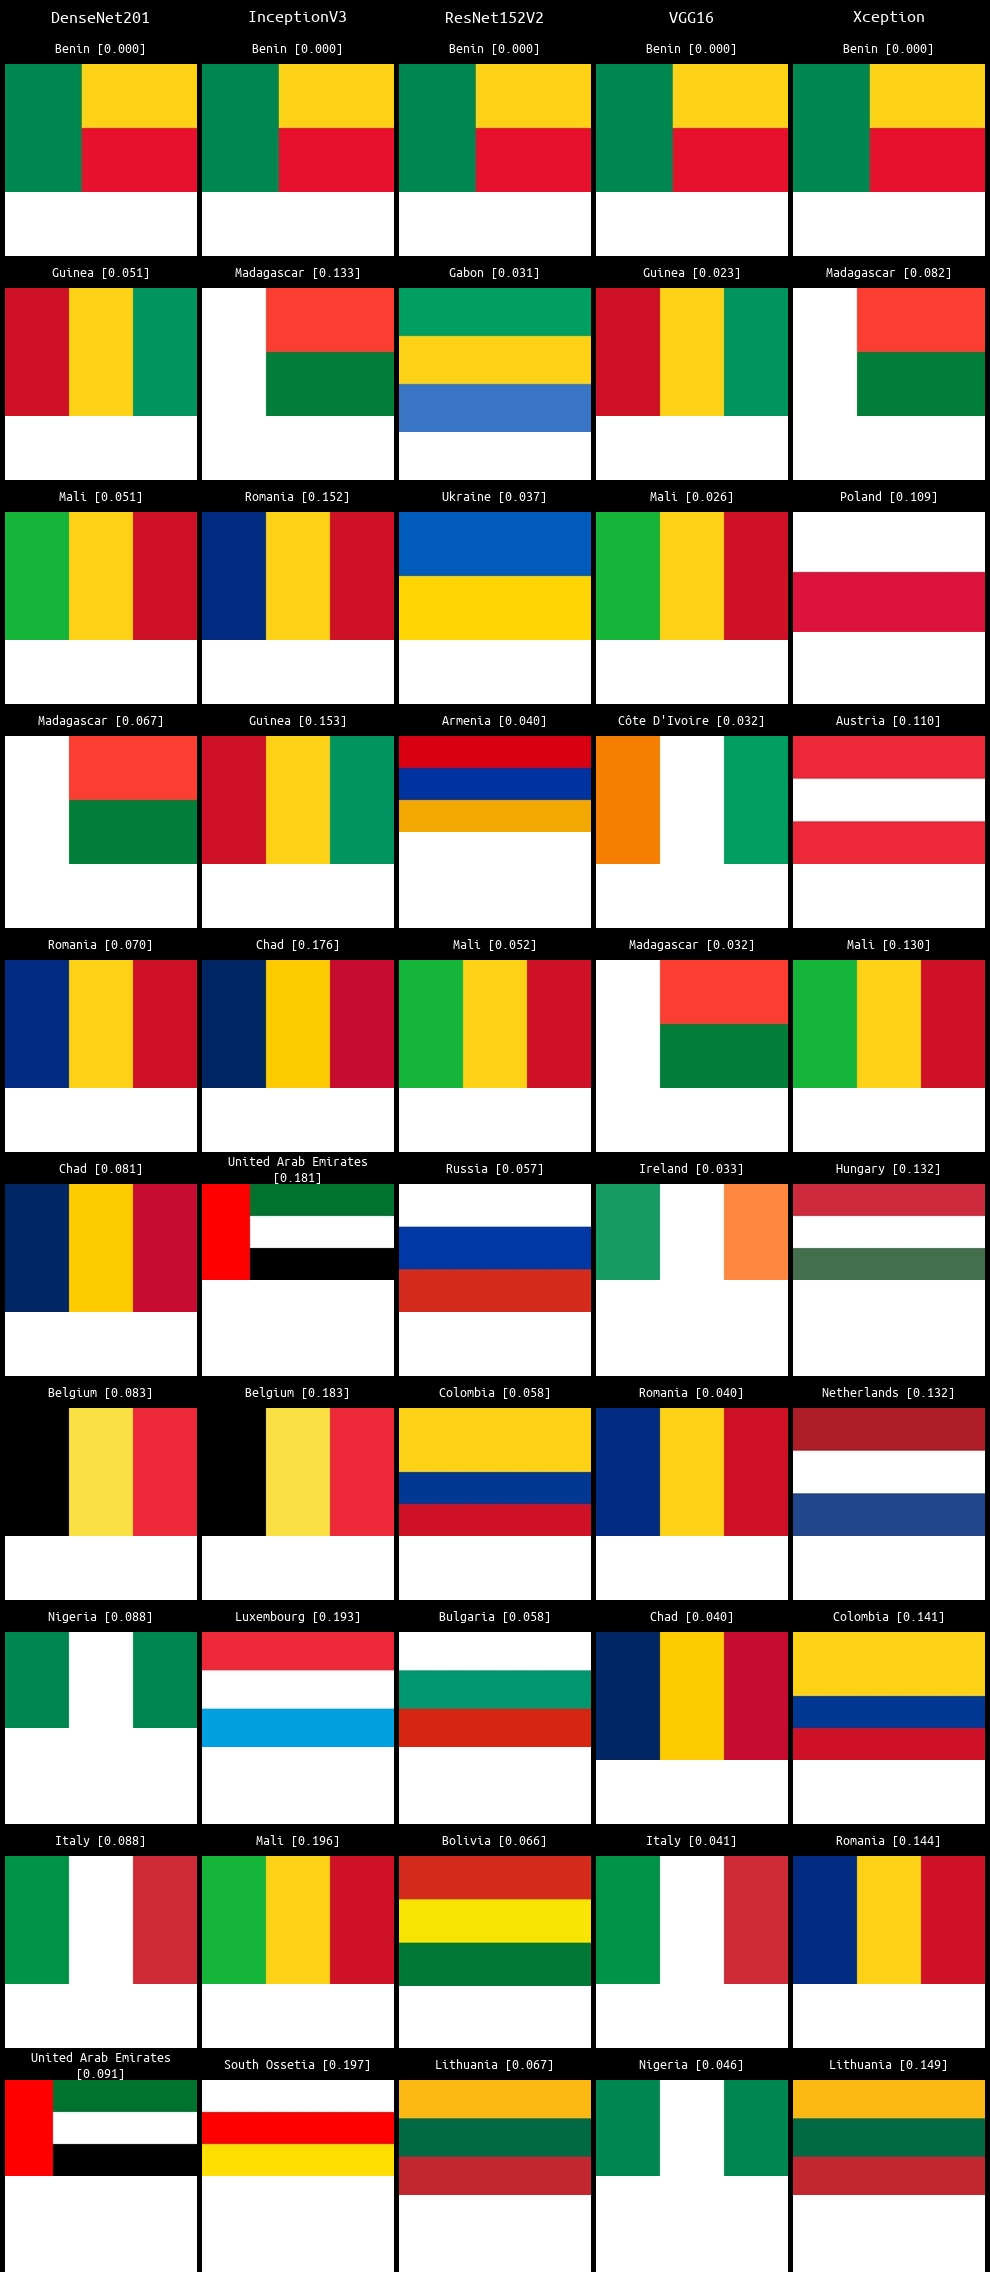 DenseNet201 InceptionV3 ResNet152V2 VGG16 Xception
Benin [0.000] Benin [0.000] Benin [0.000] Benin [0.000] Benin [0.000]
Guinea [0.051] Madagascar [0.133] Gabon [0.031] Guinea [0.023] Madagascar [0.082]
Mali [0.051] Romania [0.152] Ukraine [0.037] Mali [0.026] Poland [0.109]
Madagascar [0.067] Guinea [0.153] Armenia [0.040] Côte D'Ivoire [0.032] Austria [0.110]
Romania [0.070] Chad [0.176] Mali [0.052] Madagascar [0.032] Mali [0.130]
Chad [0.081] United Arab Emirates Russia [0.057] Ireland [0.033] Hungary [0.132]
[0.181]
Belgium [0.083] Belgium [0.183] Colombia [0.058] Romania [0.040] Netherlands [0.132]
Nigeria [0.088] Luxembourg [0.193] Bulgaria [0.058] Chad [0.040] Colombia [0.141]
Italy [0.088] Mali [0.196] Bolivia [0.066] Italy [0.041] Romania [0.144]
United Arab Emirates South Ossetia [0.197] Lithuania [0.067] Nigeria [0.046] Lithuania [0.149]
[0.091]